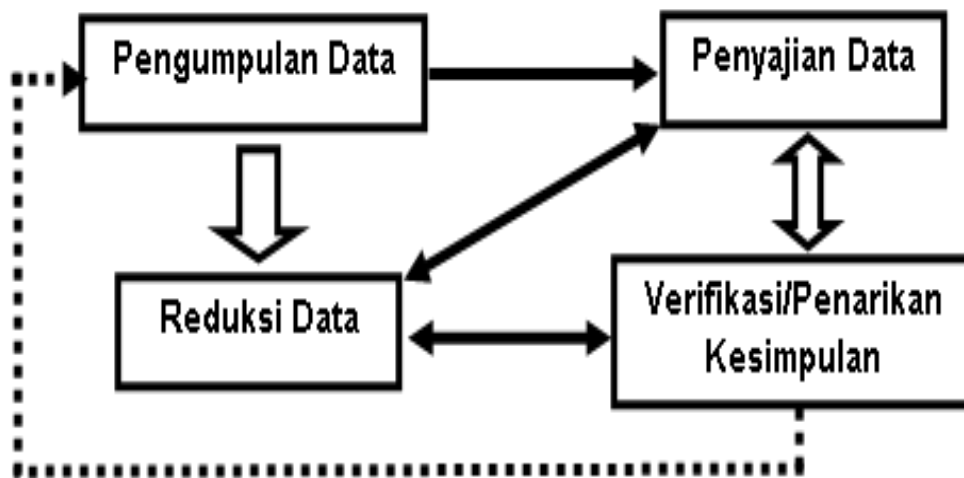 Pengumpulan Data
Penyajian Data
Reduksi Data
Verifikasi/Penarikan
Kesimpulan